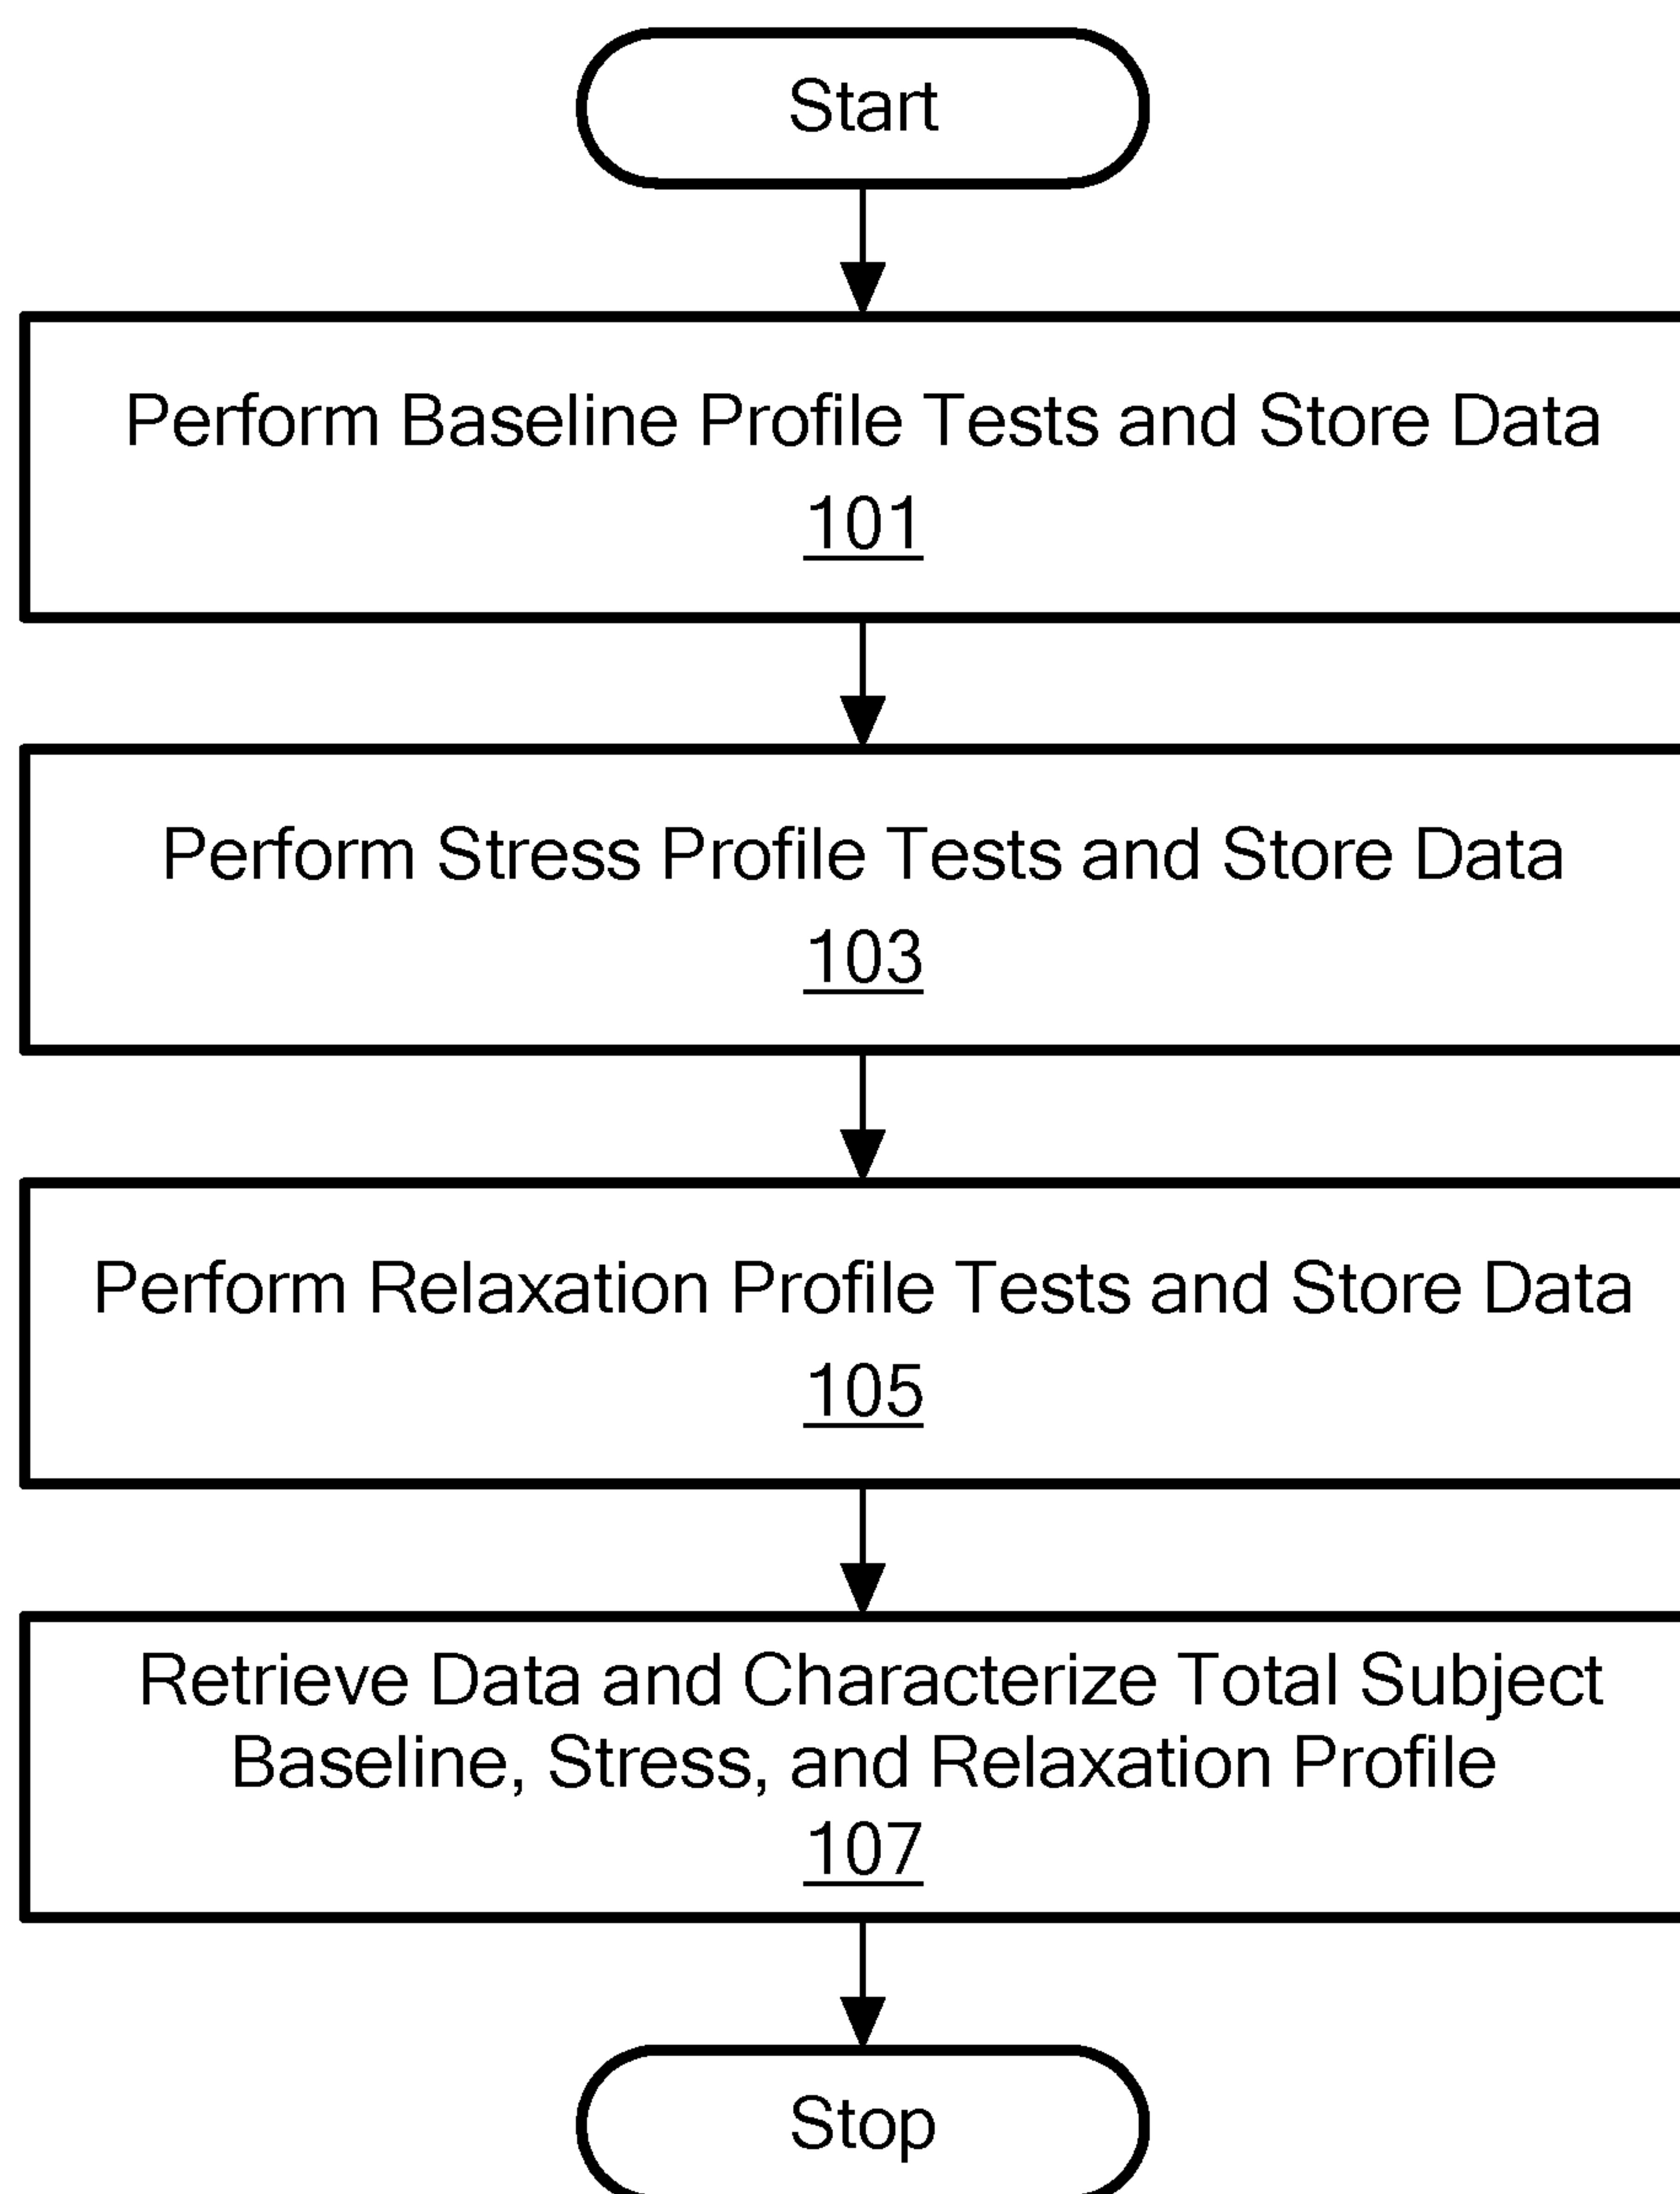 Start
Perform Baseline Profile Tests and Store Data
101
Perform Stress Profile Tests and Store Data
103
Perform Relaxation Profile Tests and Store Data
105
Retrieve Data and Characterize Total Subject
Baseline, Stress, and Relaxation Profile
107
Stop